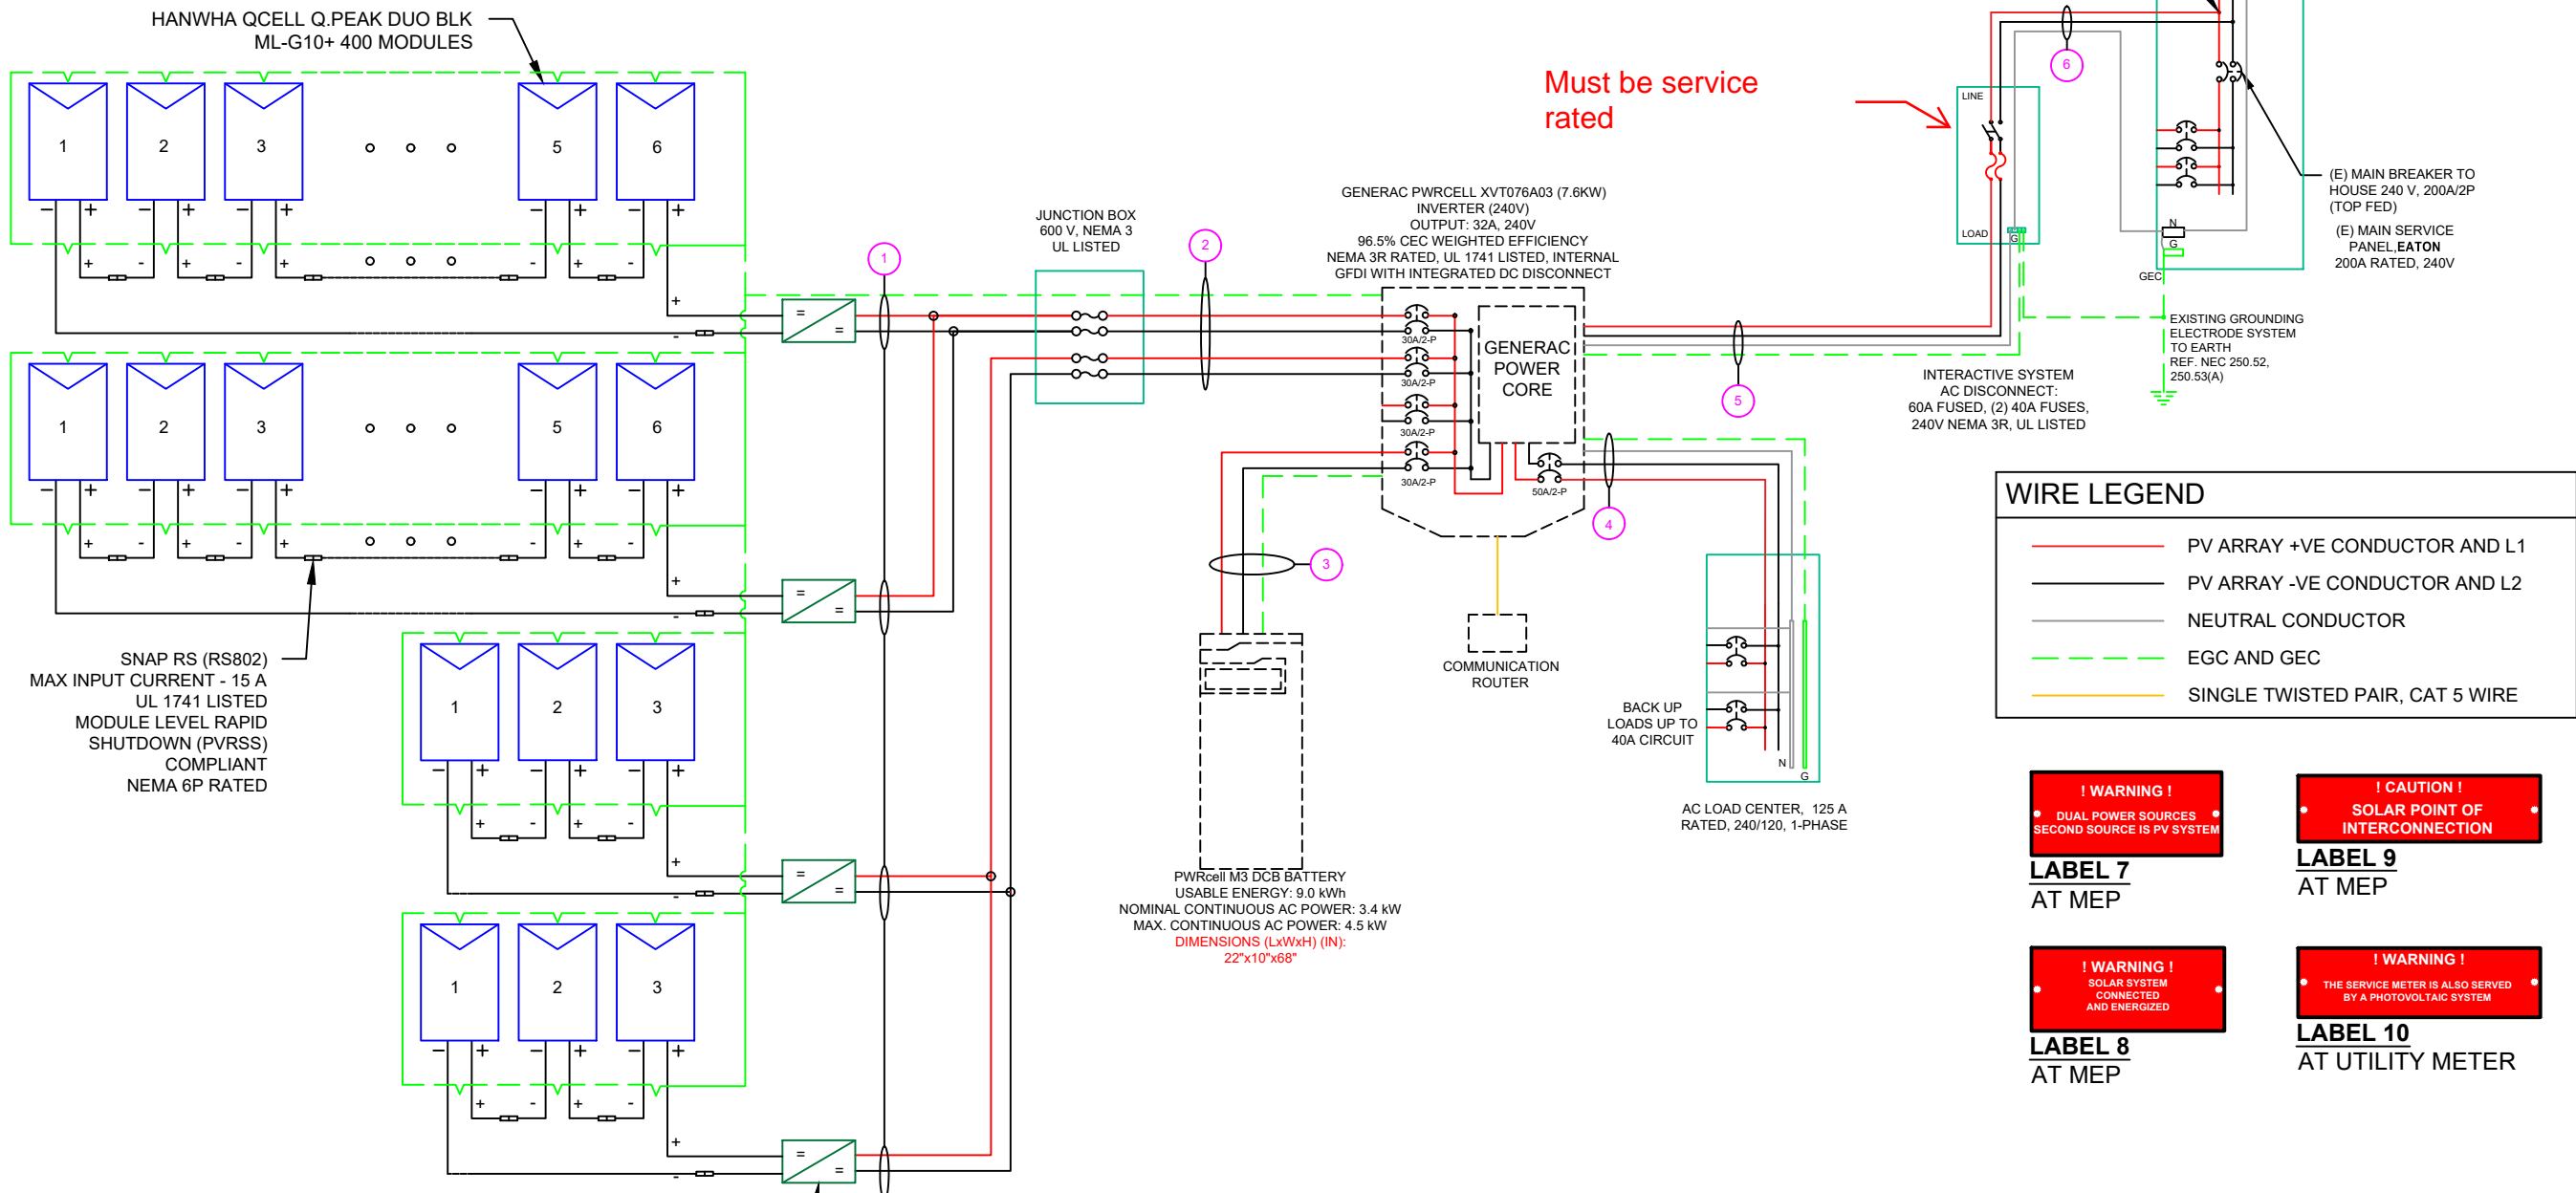 HANWHA QCELL Q.PEAK DUO BLK
ML-G10+ 400 MODULES
1 2 3 5 6
− + − + − + − + − +
+ - + - + - + -
+
-
1 2 3 5 6
− + − + − + − + − +
+ - + - + - + -
+
-
SNAP RS (RS802)
MAX INPUT CURRENT - 15 A
UL 1741 LISTED
MODULE LEVEL RAPID
SHUTDOWN (PVRSS)
COMPLIANT
NEMA 6P RATED
1 2 3
− + − + − +
+ - + -
+
-
1 2 3
− + − + − +
+ - + -
+
-
= =
= =
= =
= =
1
JUNCTION BOX
600 V, NEMA 3
UL LISTED
2
GENERAC PWRCELL XVT076A03 (7.6KW)
INVERTER (240V)
OUTPUT: 32A, 240V
96.5% CEC WEIGHTED EFFICIENCY
NEMA 3R RATED, UL 1741 LISTED, INTERNAL
GFDI WITH INTEGRATED DC DISCONNECT
30A/2-P
30A/2-P
30A/2-P
30A/2-P
GENERAC
POWER
CORE
50A/2-P
3
4
5
6
COMMUNICATION
ROUTER
PWRcell M3 DCB BATTERY
USABLE ENERGY: 9.0 kWh
NOMINAL CONTINUOUS AC POWER: 3.4 kW
MAX. CONTINUOUS AC POWER: 4.5 kW
DIMENSIONS (LxWxH) (IN):
22"x10"x68"
BACK UP
LOADS UP TO
40A CIRCUIT
N
G
AC LOAD CENTER, 125 A
RATED, 240/120, 1-PHASE
Must be service
rated
LINE
LOAD
G
INTERACTIVE SYSTEM
AC DISCONNECT:
60A FUSED, (2) 40A FUSES,
240V NEMA 3R, UL LISTED
(E) MAIN BREAKER TO
HOUSE 240 V, 200A/2P
(TOP FED)
(E) MAIN SERVICE
PANEL,EATON
200A RATED, 240V
N
G
GEC
EXISTING GROUNDING
ELECTRODE SYSTEM
TO EARTH
REF. NEC 250.52,
250.53(A)
WIRE LEGEND
PV ARRAY +VE CONDUCTOR AND L1
PV ARRAY -VE CONDUCTOR AND L2
NEUTRAL CONDUCTOR
EGC AND GEC
SINGLE TWISTED PAIR, CAT 5 WIRE
! WARNING !
DUAL POWER SOURCES
SECOND SOURCE IS PV SYSTEM
LABEL 7
AT MEP
! CAUTION !
SOLAR POINT OF
INTERCONNECTION
LABEL 9
AT MEP
! WARNING !
SOLAR SYSTEM
CONNECTED
AND ENERGIZED
LABEL 8
AT MEP
! WARNING !
THE SERVICE METER IS ALSO SERVED
BY A PHOTOVOLTAIC SYSTEM
LABEL 10
AT UTILITY METER